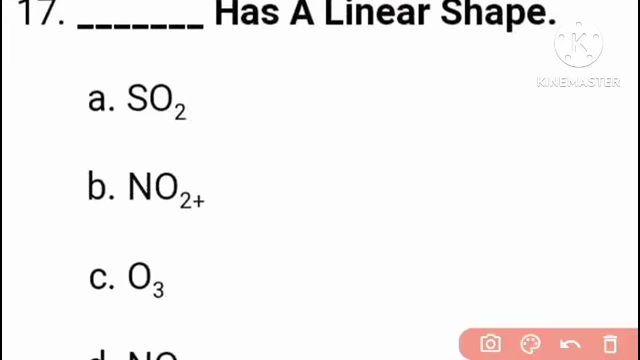 17. _______ Has A Linear Shape.
K
KINEMASTER
a. SO₂
b. NO₂₊
c. O₃